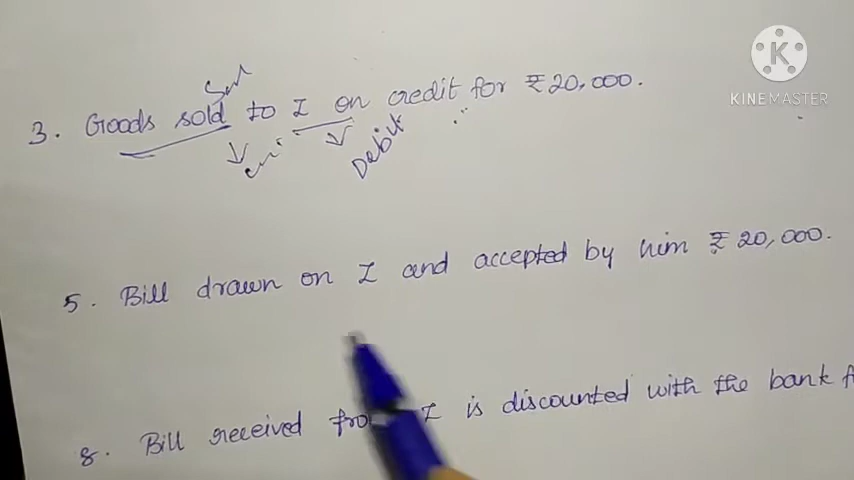 KINEMASTER
3. Goods sold to I on credit for ₹20,000.
Debit
5. Bill drawn on I and accepted by him ₹20,000.
8. Bill received from I is discounted with the bank f